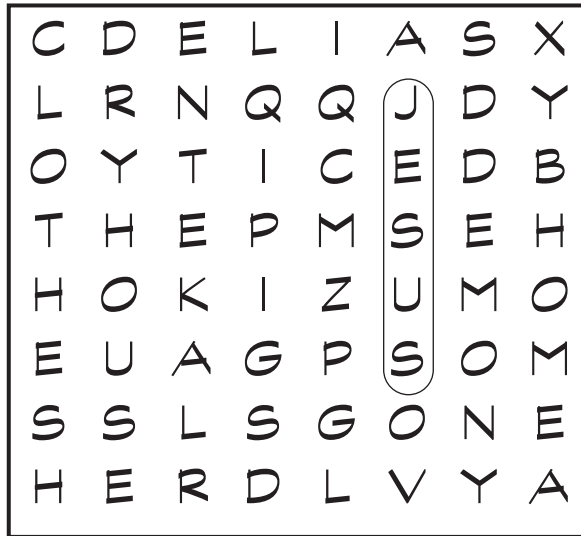 C D E L I A S X
L R N Q Q J D Y
O Y T I C E D B
T H E P M S E H
H O K I Z U M O
E U A G P S O M
S S L S G O N E
H E R D L V Y A